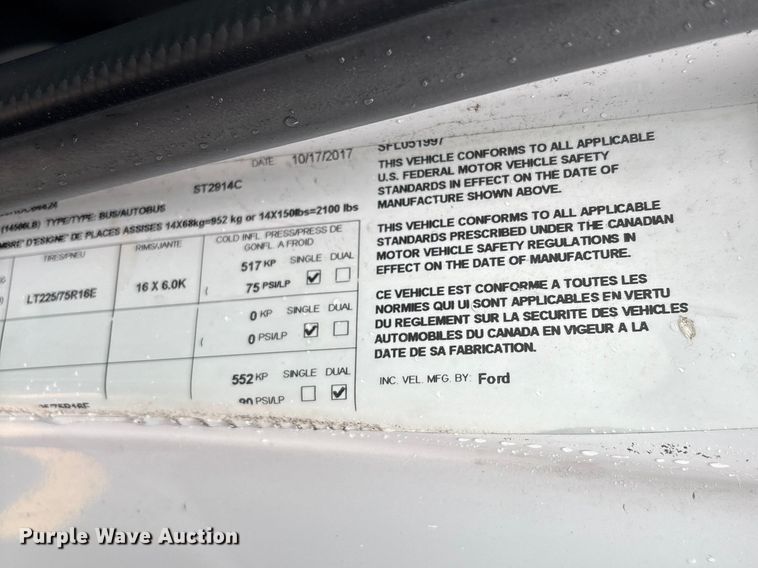 SFL051997
DATE 10/17/2017
ST2914C
(14500LB) TYPE/TYPE: BUS/AUTOBUS
D'ESIGNE' DE PLACES ASSISES 14X68kg=952 kg or 14X150lbs=2100 lbs
TIRES/PNEU RIMS/JANTE COLD INFL. PRESS/PRESS DE GONFL. A FROID
LT225/75R16E 16 X 6.0K 517 KP SINGLE DUAL
( 75 PSI/LP
0 KP SINGLE DUAL
( 0 PSI/LP
552 KP SINGLE DUAL
90 PSI/LP
THIS VEHICLE CONFORMS TO ALL APPLICABLE
U.S. FEDERAL MOTOR VEHICLE SAFETY
STANDARDS IN EFFECT ON THE DATE OF
MANUFACTURE SHOWN ABOVE.
THIS VEHICLE CONFORMS TO ALL APPLICABLE
STANDARDS PRESCRIBED UNDER THE CANADIAN
MOTOR VEHICLE SAFETY REGULATIONS IN
EFFECT ON THE DATE OF MANUFACTURE.
CE VEHICLE EST CONFORME A TOUTES LES
NORMIES QUI UI SONT APPLICABLES EN VERTU
DU REGLEMENT SUR LA SECURITE DES VEHICLES
AUTOMOBILES DU CANADA EN VIGEUR A LA
DATE DE SA FABRICATION.
INC. VEL. MFG. BY: Ford
Purple Wave Auction